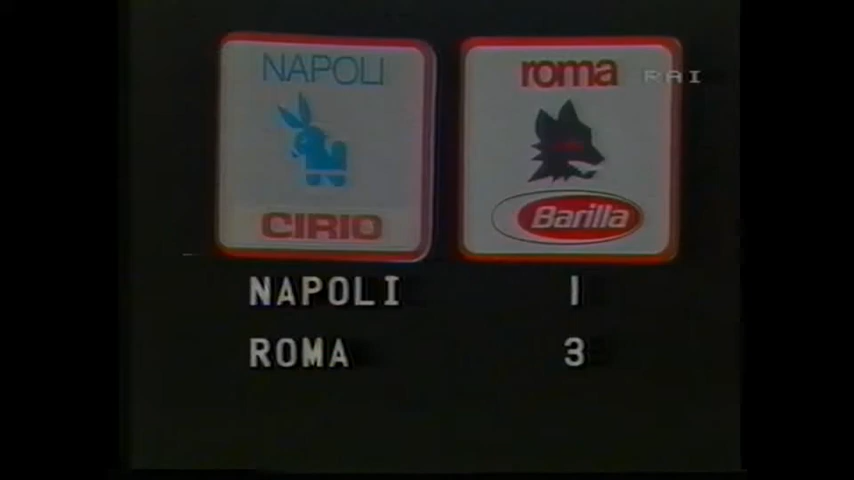 NAPOLI
CIRIO
roma
RAI
Barilla
NAPOLI 1
ROMA 3